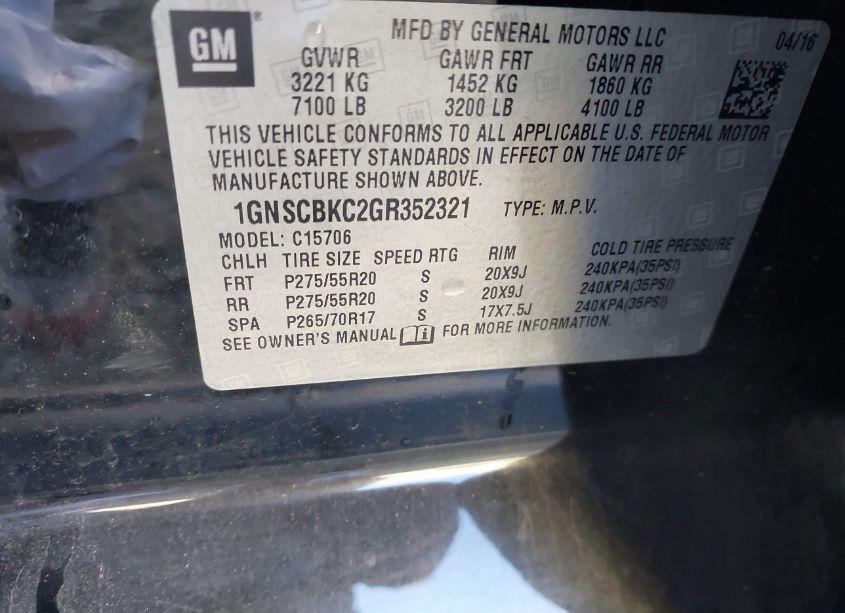 GM ®
MFD BY GENERAL MOTORS LLC 04/16
GVWR GAWR FRT GAWR RR
3221 KG 1452 KG 1860 KG
7100 LB 3200 LB 4100 LB
THIS VEHICLE CONFORMS TO ALL APPLICABLE U.S. FEDERAL MOTOR
VEHICLE SAFETY STANDARDS IN EFFECT ON THE DATE OF
MANUFACTURE SHOWN ABOVE.
1GNSCBKC2GR352321 TYPE: M.P.V.
MODEL: C15706
CHLH TIRE SIZE SPEED RTG RIM COLD TIRE PRESSURE
FRT P275/55R20 S 20X9J 240KPA(35PSI)
RR P275/55R20 S 20X9J 240KPA(35PSI)
SPA P265/70R17 S 17X7.5J 240KPA(35PSI)
SEE OWNER'S MANUAL FOR MORE INFORMATION.